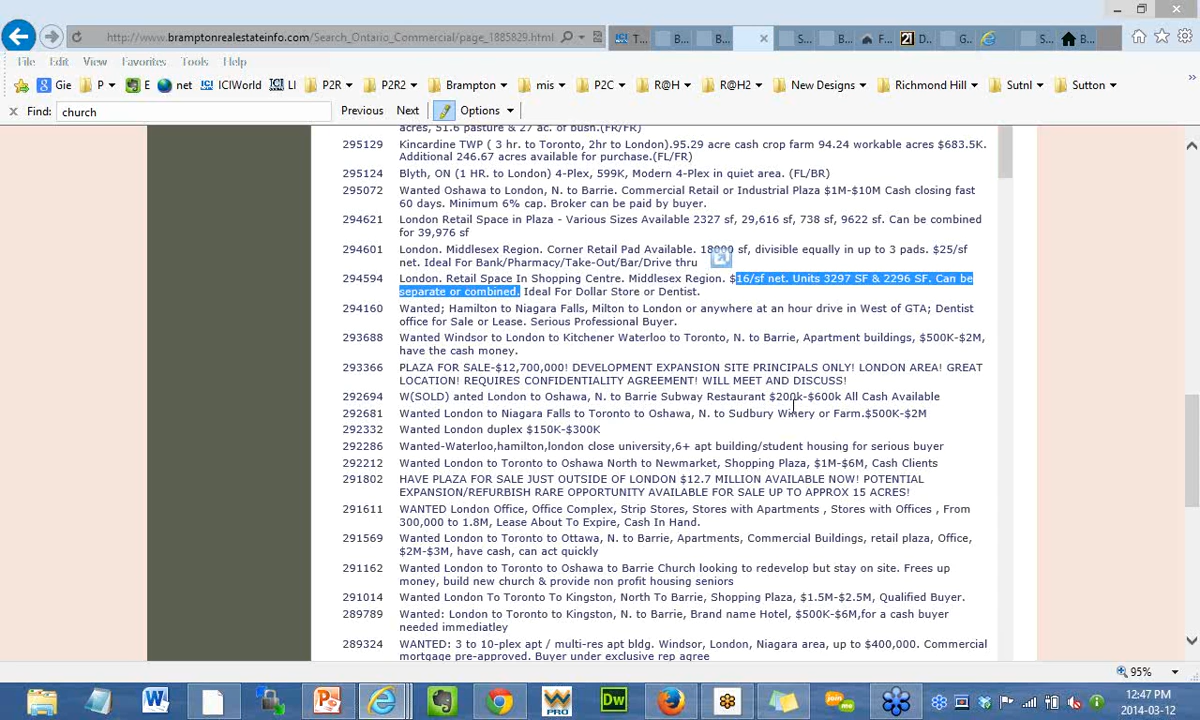 http://www.bramptonrealestateinfo.com/Search_Ontario_Commercial/page_1885829.html
T... B... B... S... B... F... D... G... S... B...
File Edit View Favorites Tools Help
Gie P E net ICIWorld LI P2R P2R2 Brampton mis P2C R@H R@H2 New Designs Richmond Hill Sutnl Sutton
x Find: church Previous Next Options
acres, 51.6 pasture & 27 ac. of bush.(FR/FR)
295129 Kincardine TWP ( 3 hr. to Toronto, 2hr to London).95.29 acre cash crop farm 94.24 workable acres $683.5K.
Additional 246.67 acres available for purchase.(FL/FR)
295124 Blyth, ON (1 HR. to London) 4-Plex, 599K, Modern 4-Plex in quiet area. (FL/BR)
295072 Wanted Oshawa to London, N. to Barrie. Commercial Retail or Industrial Plaza $1M-$10M Cash closing fast
60 days. Minimum 6% cap. Broker can be paid by buyer.
294621 London Retail Space in Plaza - Various Sizes Available 2327 sf, 29,616 sf, 738 sf, 9622 sf. Can be combined
for 39,976 sf
294601 London. Middlesex Region. Corner Retail Pad Available. 18000 sf, divisible equally in up to 3 pads. $25/sf
net. Ideal For Bank/Pharmacy/Take-Out/Bar/Drive thru
294594 London. Retail Space In Shopping Centre. Middlesex Region. $16/sf net. Units 3297 SF & 2296 SF. Can be
separate or combined. Ideal For Dollar Store or Dentist.
294160 Wanted; Hamilton to Niagara Falls, Milton to London or anywhere at an hour drive in West of GTA; Dentist
office for Sale or Lease. Serious Professional Buyer.
293688 Wanted Windsor to London to Kitchener Waterloo to Toronto, N. to Barrie, Apartment buildings, $500K-$2M,
have the cash money.
293366 PLAZA FOR SALE-$12,700,000! DEVELOPMENT EXPANSION SITE PRINCIPALS ONLY! LONDON AREA! GREAT
LOCATION! REQUIRES CONFIDENTIALITY AGREEMENT! WILL MEET AND DISCUSS!
292694 W(SOLD) anted London to Oshawa, N. to Barrie Subway Restaurant $200k-$600k All Cash Available
292681 Wanted London to Niagara Falls to Toronto to Oshawa, N. to Sudbury Winery or Farm.$500K-$2M
292332 Wanted London duplex $150K-$300K
292286 Wanted-Waterloo,hamilton,london close university,6+ apt building/student housing for serious buyer
292212 Wanted London to Toronto to Oshawa North to Newmarket, Shopping Plaza, $1M-$6M, Cash Clients
291802 HAVE PLAZA FOR SALE JUST OUTSIDE OF LONDON $12.7 MILLION AVAILABLE NOW! POTENTIAL
EXPANSION/REFURBISH RARE OPPORTUNITY AVAILABLE FOR SALE UP TO APPROX 15 ACRES!
291611 WANTED London Office, Office Complex, Strip Stores, Stores with Apartments , Stores with Offices , From
300,000 to 1.8M, Lease About To Expire, Cash In Hand.
291569 Wanted London to Toronto to Ottawa, N. to Barrie, Apartments, Commercial Buildings, retail plaza, Office,
$2M-$3M, have cash, can act quickly
291162 Wanted London to Toronto to Oshawa to Barrie Church looking to redevelop but stay on site. Frees up
money, build new church & provide non profit housing seniors
291014 Wanted London To Toronto To Kingston, North To Barrie, Shopping Plaza, $1.5M-$2.5M, Qualified Buyer.
289789 Wanted: London to Toronto to Kingston, N. to Barrie, Brand name Hotel, $500K-$6M,for a cash buyer
needed immediatley
289324 WANTED: 3 to 10-plex apt / multi-res apt bldg. Windsor, London, Niagara area, up to $400,000. Commercial
mortgage pre-approved. Buyer under exclusive rep agree
95%
PRO Dw
12:47 PM
2014-03-12